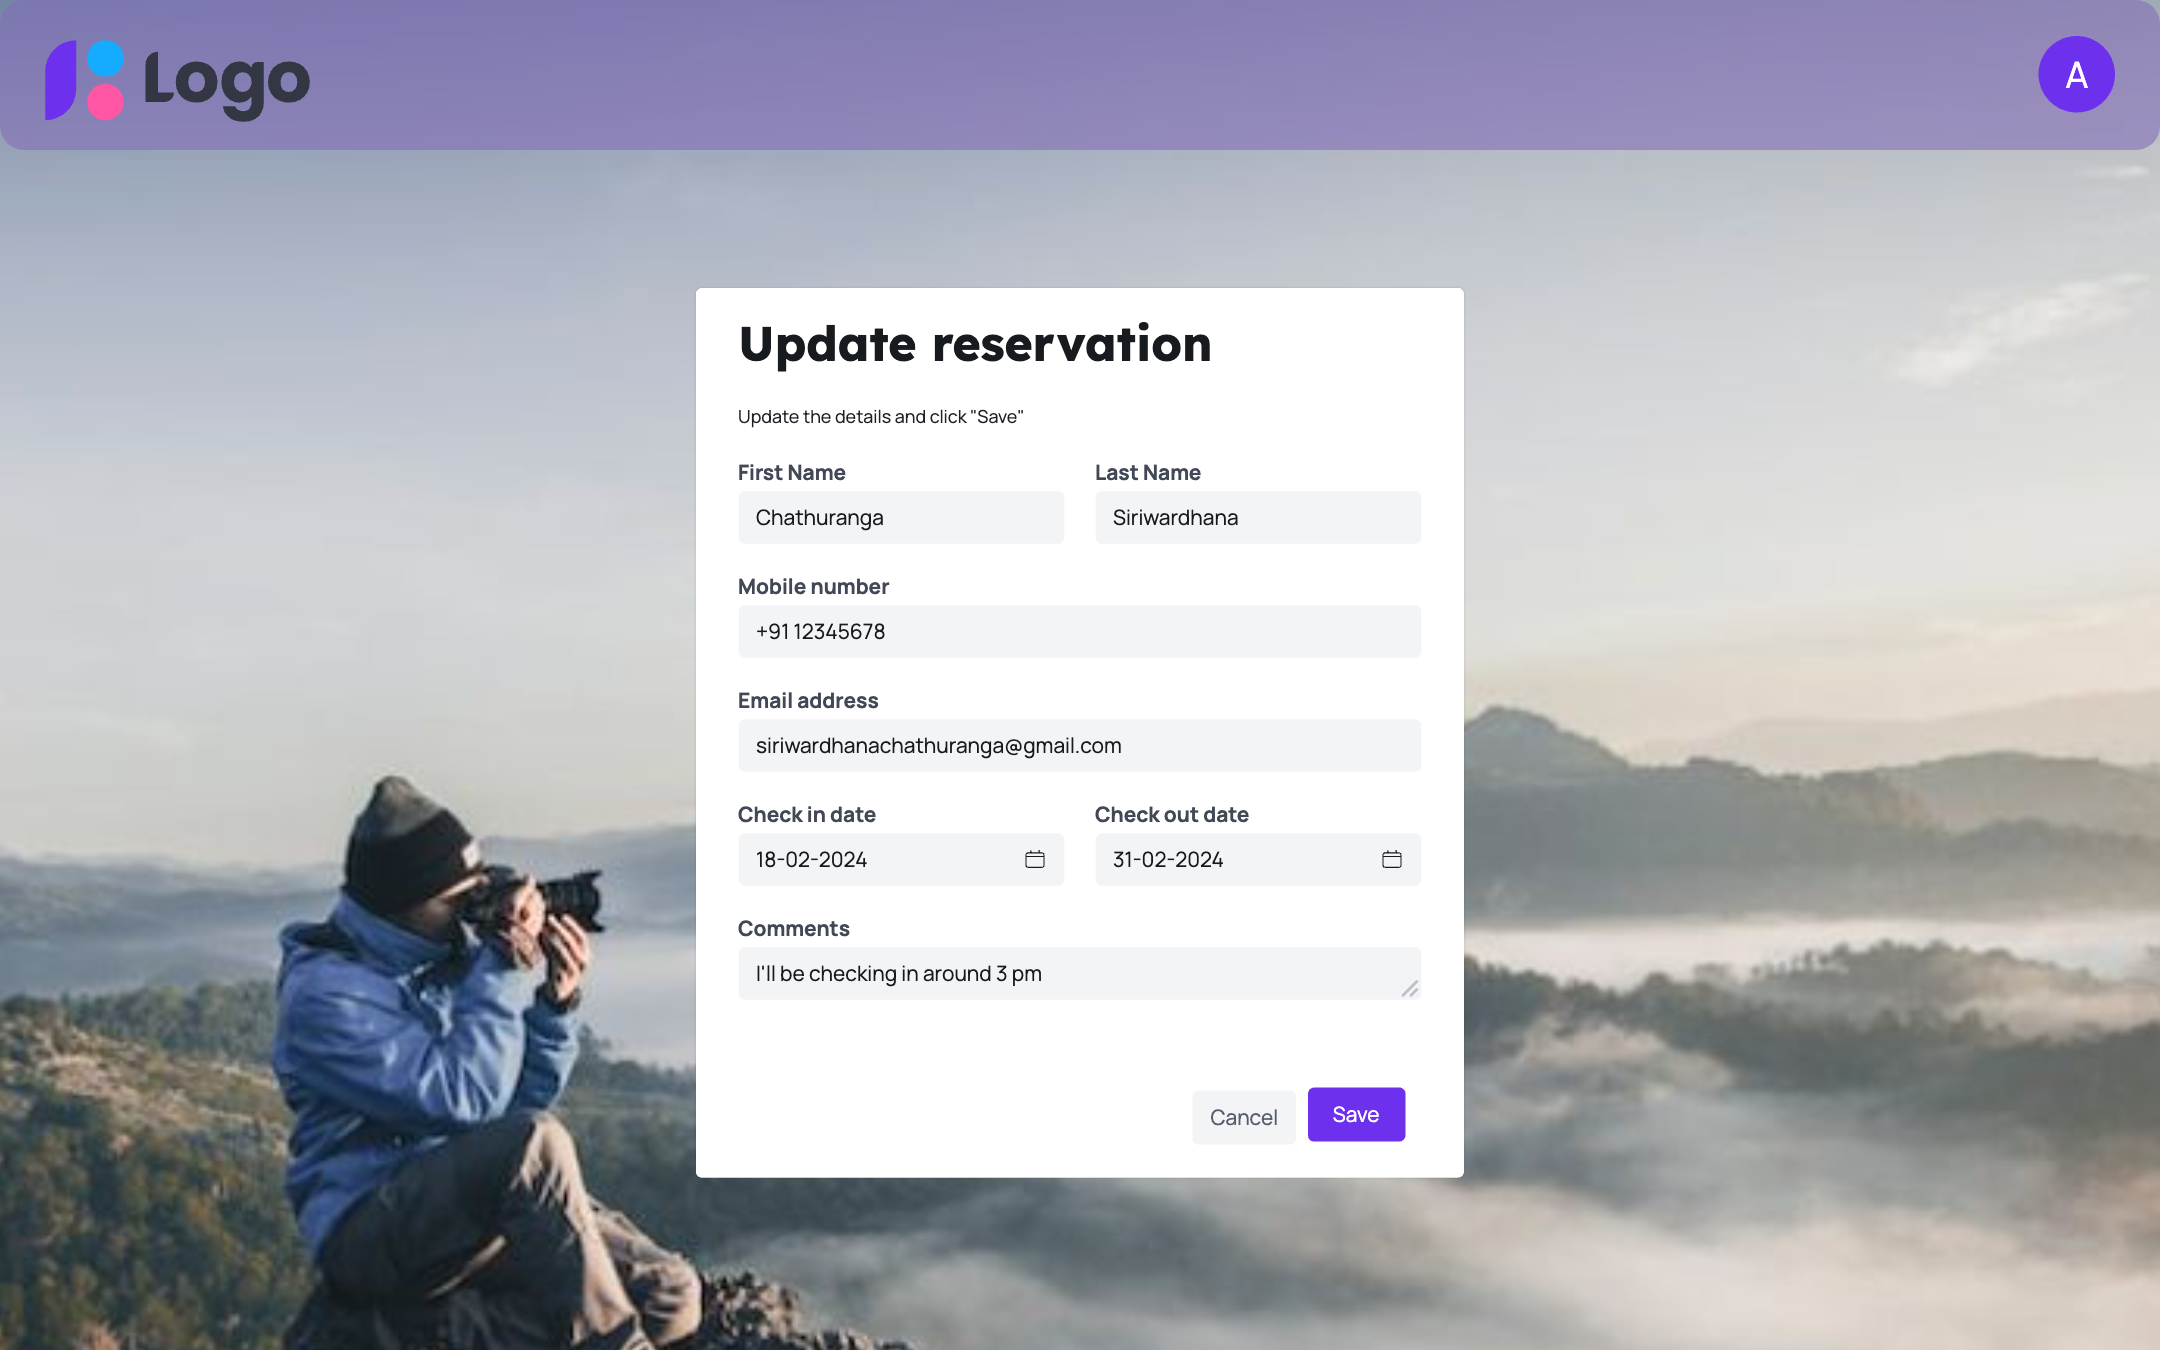 Logo
A
Update reservation
Update the details and click "Save"
First Name
Last Name
Chathuranga
Siriwardhana
Mobile number
+91 12345678
Email address
siriwardhanachathuranga@gmail.com
Check in date
Check out date
18-02-2024
31-02-2024
Comments
I'll be checking in around 3 pm
Cancel
Save